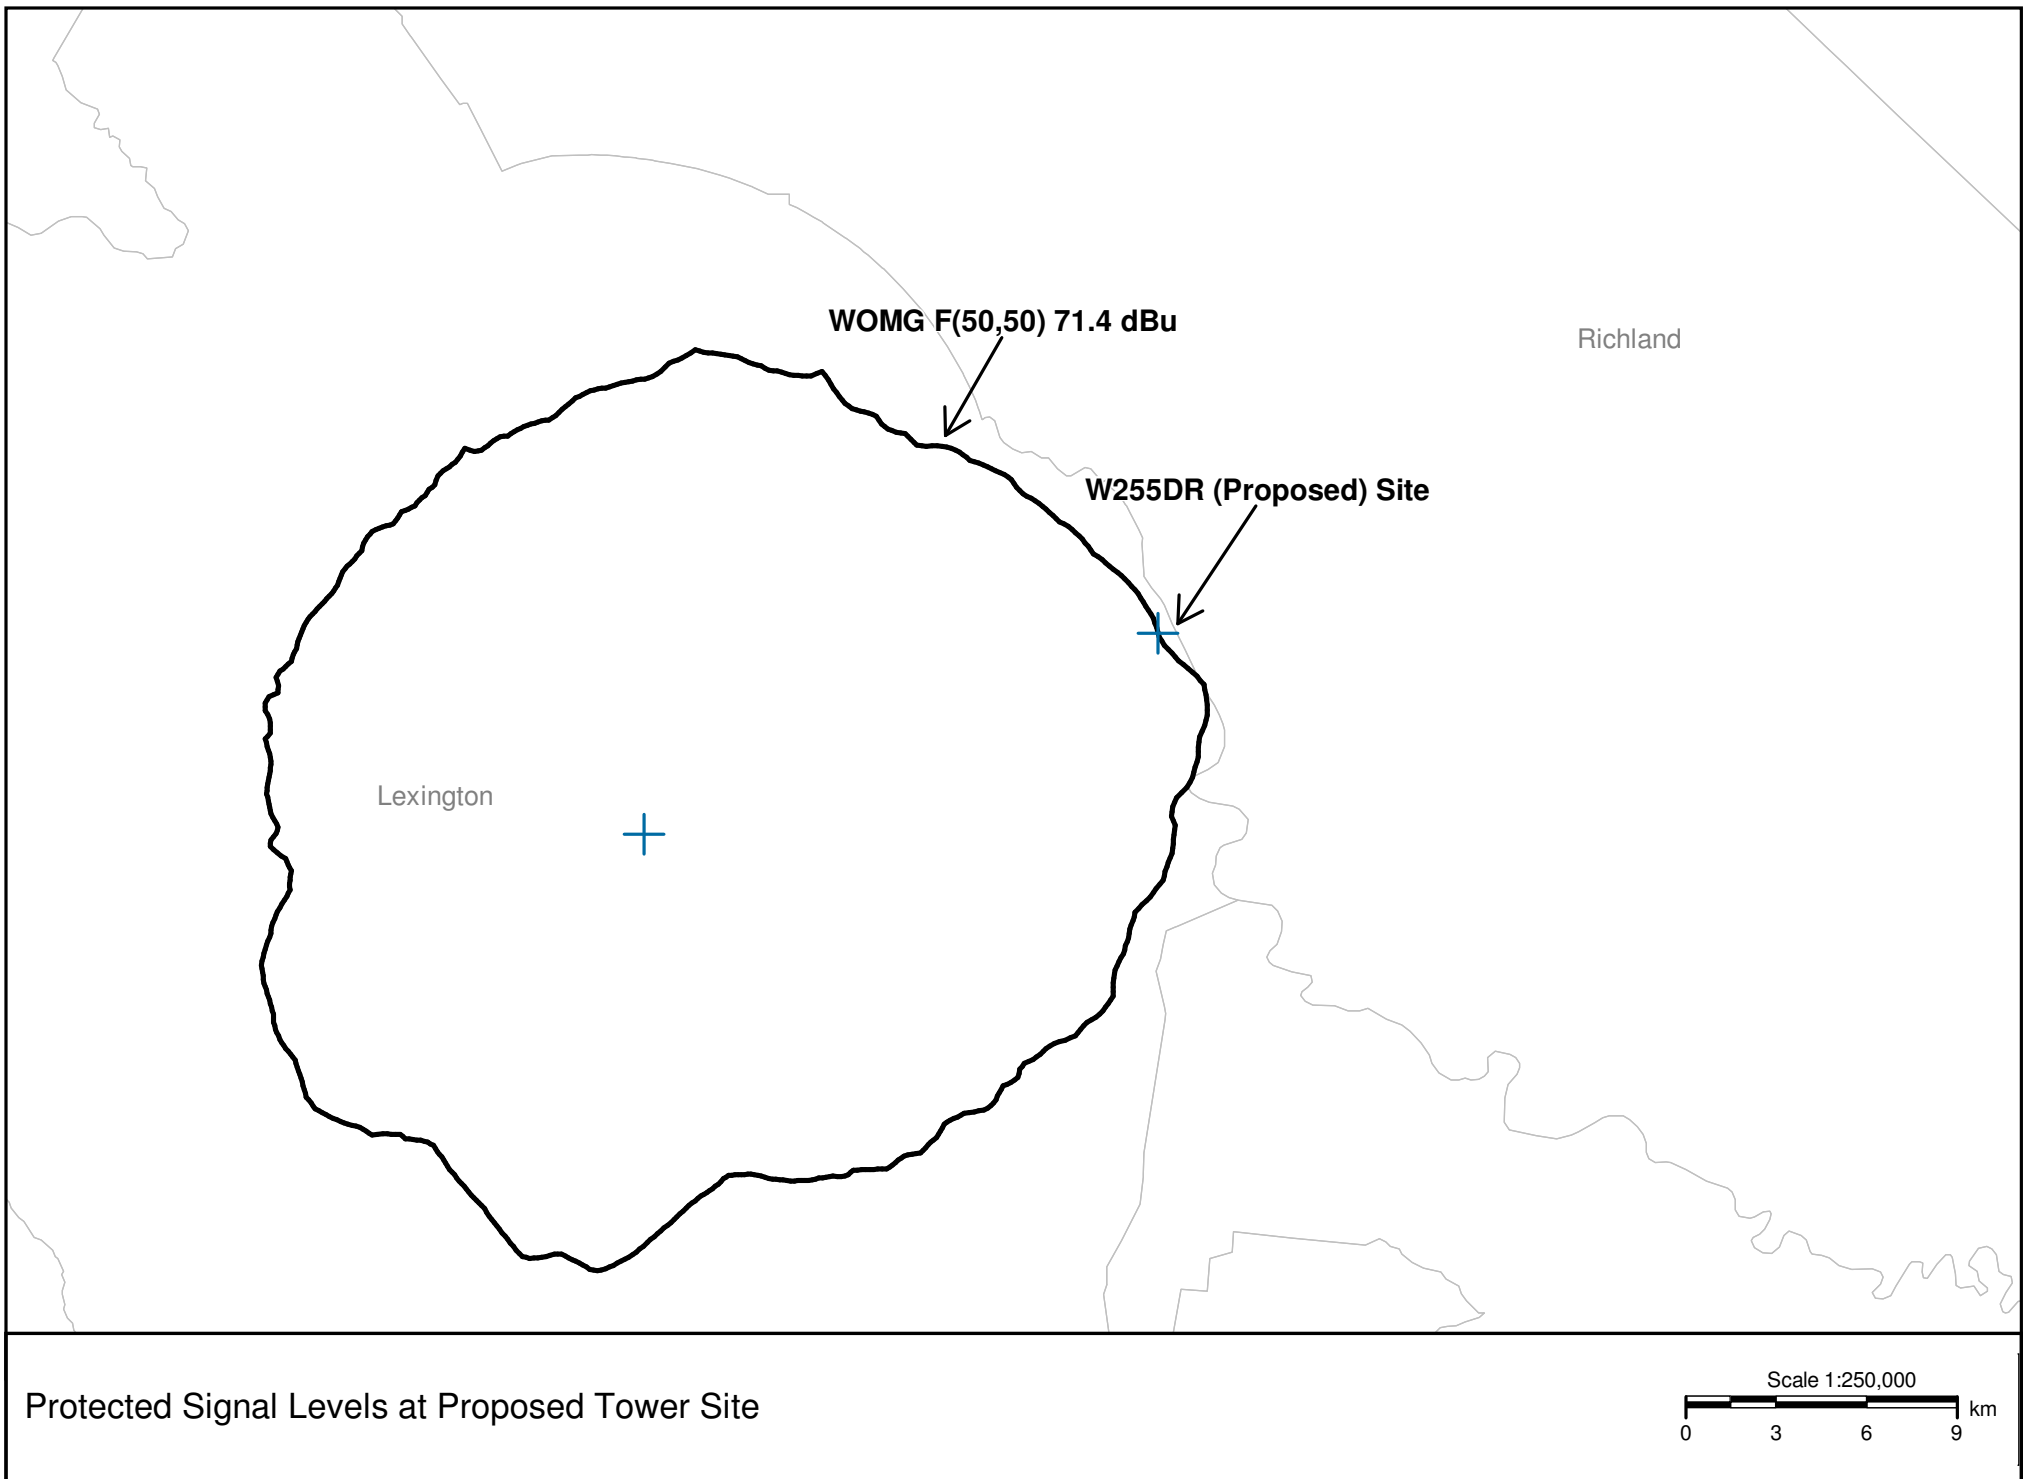 WOMG F(50,50) 71.4 dBu
Richland
W255DR (Proposed) Site
Lexington
Protected Signal Levels at Proposed Tower Site
Scale 1:250,000
km
0 3 6 9